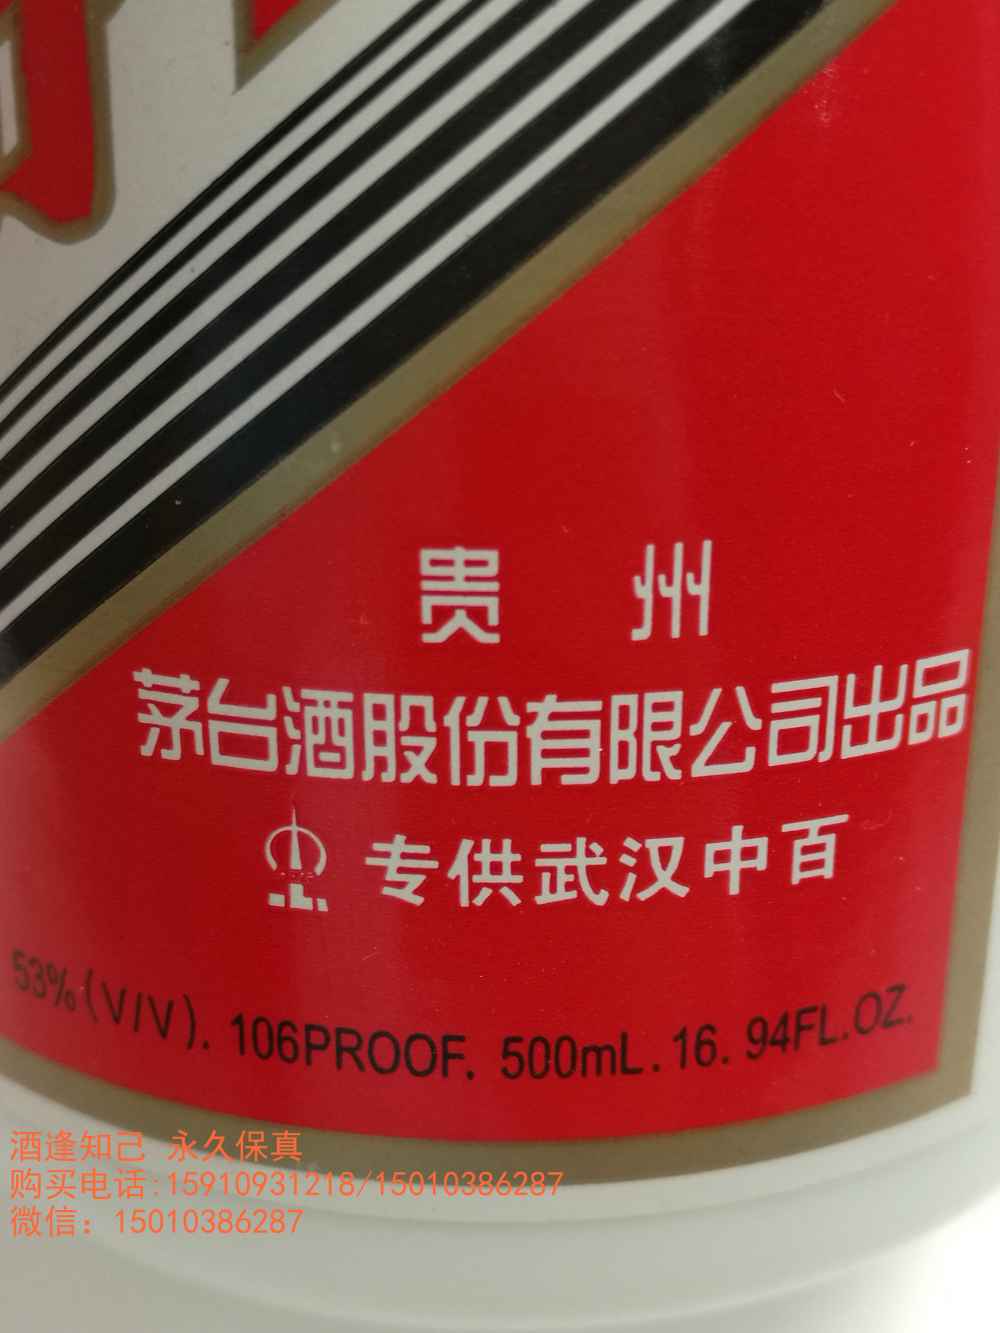 贵 州
茅台酒股份有限公司出品
专供武汉中百
53%(V/V). 106PROOF. 500mL. 16. 94FL.OZ.
酒逢知己 永久保真
购买电话:15910931218/15010386287
微信：15010386287